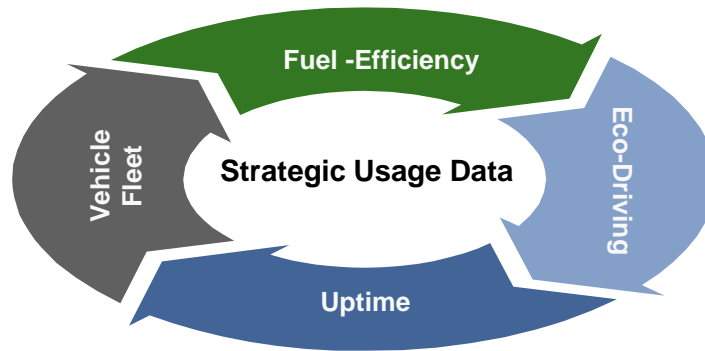 Fuel -Efficiency
Vehicle
Fleet
Strategic Usage Data
Eco-Driving
Uptime